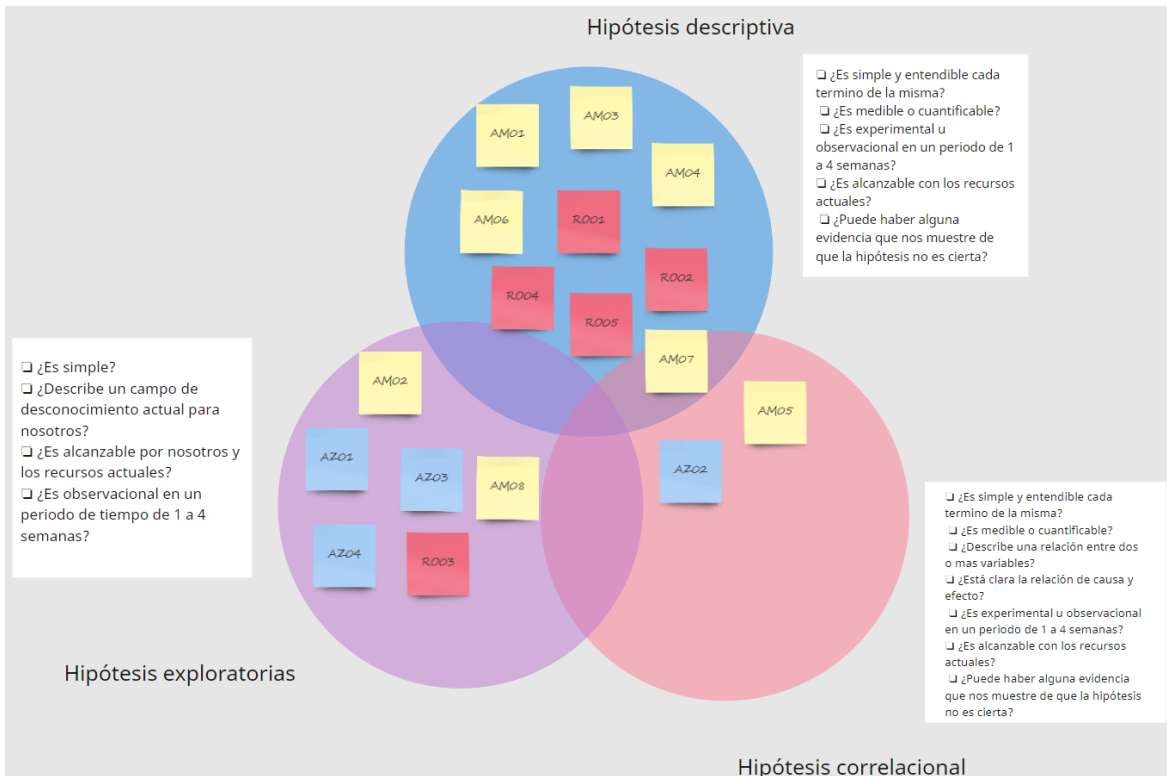 Hipótesis descriptiva
❏ ¿Es simple y entendible cada
termino de la misma?
❏ ¿Es medible o cuantificable?
❏ ¿Es experimental u
observacional en un periodo de 1
a 4 semanas?
❏ ¿Es alcanzable con los recursos
actuales?
❏ ¿Puede haber alguna
evidencia que nos muestre de
que la hipótesis no es cierta?
AM01
AM03
AM04
AM06
RO01
RO02
RO04
RO05
AM07
❏ ¿Es simple?
❏ ¿Describe un campo de
desconocimiento actual para
nosotros?
❏ ¿Es alcanzable por nosotros y
los recursos actuales?
❏ ¿Es observacional en un
periodo de tiempo de 1 a 4
semanas?
AM02
AZ01
AZ03
AM08
AZ04
RO03
AM05
AZ02
❏ ¿Es simple y entendible cada
termino de la misma?
❏ ¿Es medible o cuantificable?
❏ ¿Describe una relación entre dos
o mas variables?
❏ ¿Está clara la relación de causa y
efecto?
❏ ¿Es experimental u observacional
en un periodo de 1 a 4 semanas?
❏ ¿Es alcanzable con los recursos
actuales?
❏ ¿Puede haber alguna evidencia
que nos muestre de que la hipótesis
no es cierta?
Hipótesis exploratorias
Hipótesis correlacional